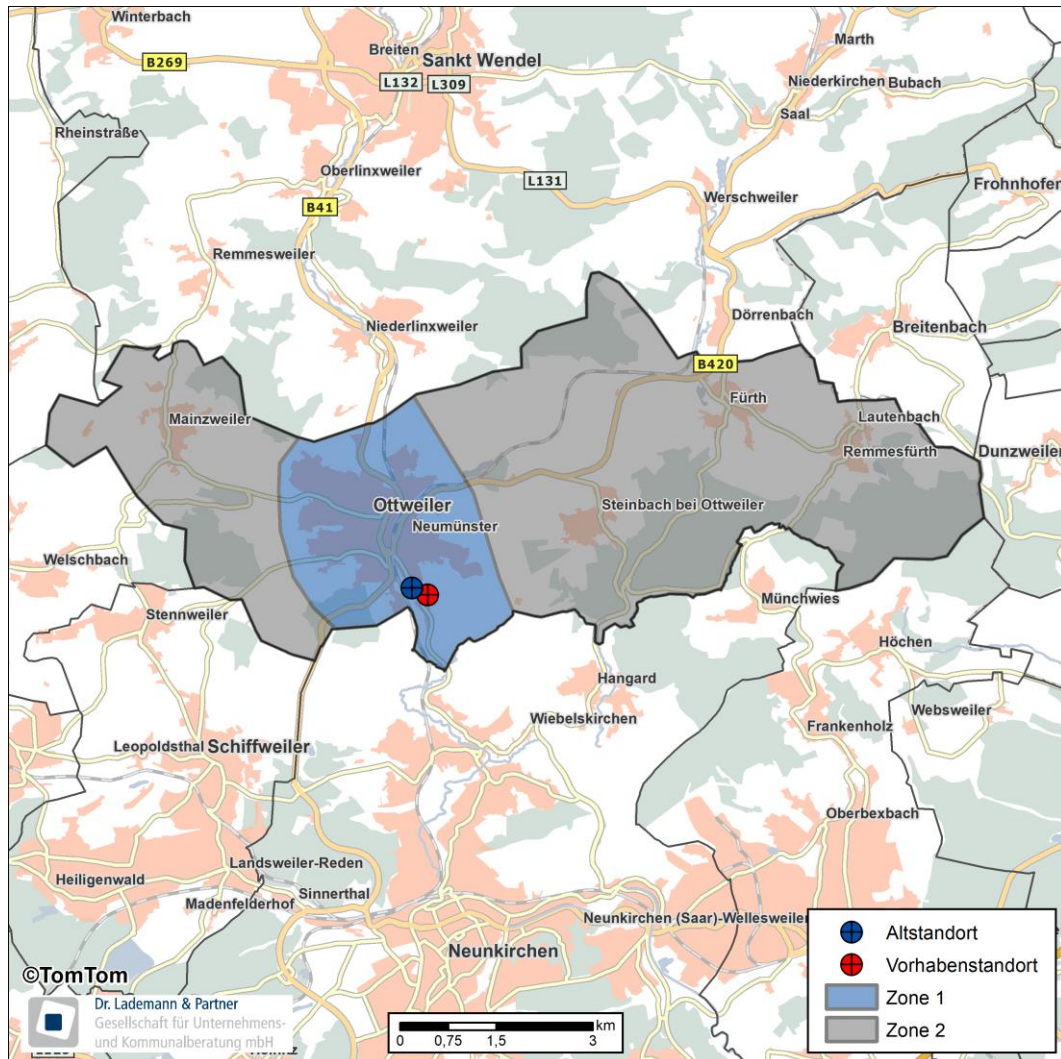 Winterbach
Marth
Breiten
Sankt Wendel
B269
L132
L309
Niederkirchen
Bubach
Saal
Rheinstraße
Oberlinxweiler
L131
Frohnhofen
B41
Werschweiler
Remmesweiler
Niederlinxweiler
Dörrenbach
Breitenbach
B420
Fürth
Mainzweiler
Lautenbach
Remmesfürth
Dunzweiler
Ottweiler
Steinbach bei Ottweiler
Neumünster
Welschbach
Stennweiler
Münchwies
Höchen
Hangard
Websweiler
Wiebelskirchen
Frankenholz
Leopoldsthal
Schiffweiler
Oberbexbach
Landsweiler-Reden
Heiligenwald
Sinnerthal
Madenfelderhof
Neunkirchen (Saar)-Wellesweiler
Neunkirchen
Altstandort
Vorhabenstandort
Zone 1
Zone 2
©TomTom
Dr. Lademann & Partner
Gesellschaft für Unternehmens-
und Kommunalberatung mbH
km
0 0,75 1,5 3